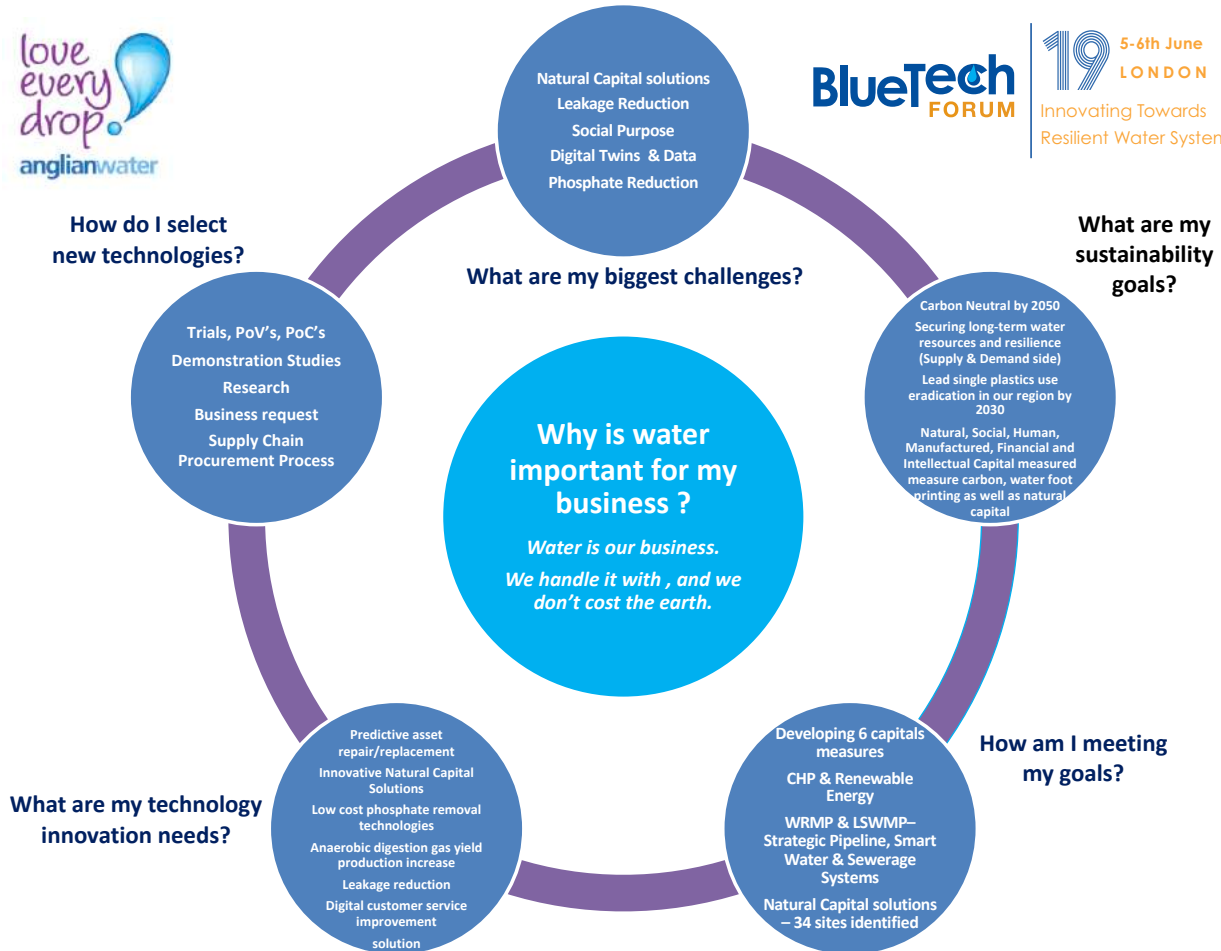 love
every
drop
anglianwater
BlueTech
FORUM
19
5-6th June
LONDON
Innovating Towards
Resilient Water System
Natural Capital solutions
Leakage Reduction
Social Purpose
Digital Twins & Data
Phosphate Reduction
What are my biggest challenges?
What are my
sustainability
goals?
Carbon Neutral by 2050
Securing long-term water
resources and resilience
(Supply & Demand side)
Lead single plastics use
eradication in our region by
2030
Natural, Social, Human,
Manufactured, Financial and
Intellectual Capital measured
measure carbon, water foot
printing as well as natural
capital
How do I select
new technologies?
Trials, PoV's, PoC's
Demonstration Studies
Research
Business request
Supply Chain
Procurement Process
Why is water
important for my
business ?
Water is our business.
We handle it with , and we
don't cost the earth.
How am I meeting
my goals?
Developing 6 capitals
measures
CHP & Renewable
Energy
WRMP & LSWMP–
Strategic Pipeline, Smart
Water & Sewerage
Systems
Natural Capital solutions
– 34 sites identified
What are my technology
innovation needs?
Predictive asset
repair/replacement
Innovative Natural Capital
Solutions
Low cost phosphate removal
technologies
Anaerobic digestion gas yield
production increase
Leakage reduction
Digital customer service
improvement
solution